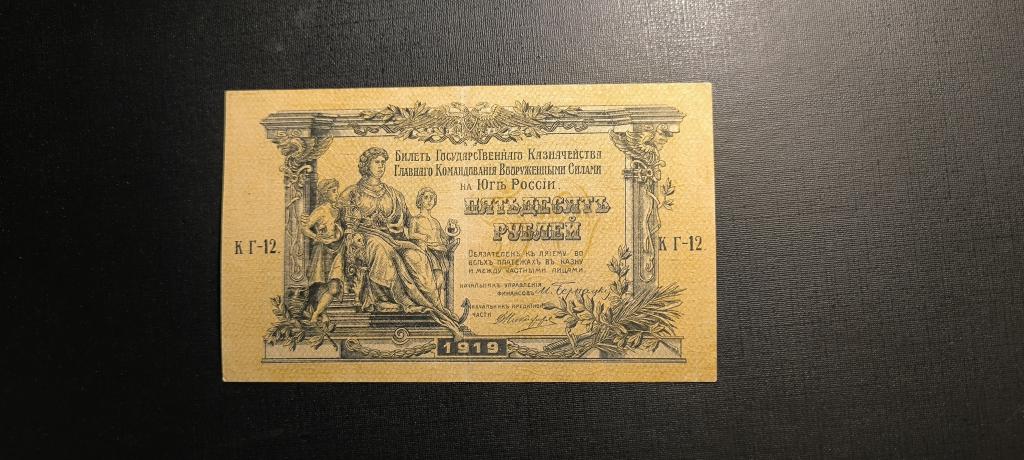 Билетъ Государственнаго Казначейства
Главнаго Командованія Вооруженными Силами
на Югѣ Россіи.
ПЯТЬДЕСЯТЪ
РУБЛЕЙ
К Г-12.
К Г-12.
Обязателенъ къ пріему во
всѣхъ платежахъ въ казну
и между частными лицами.
Начальникъ управленія
финансовъ
Начальникъ кредитной
части
1919